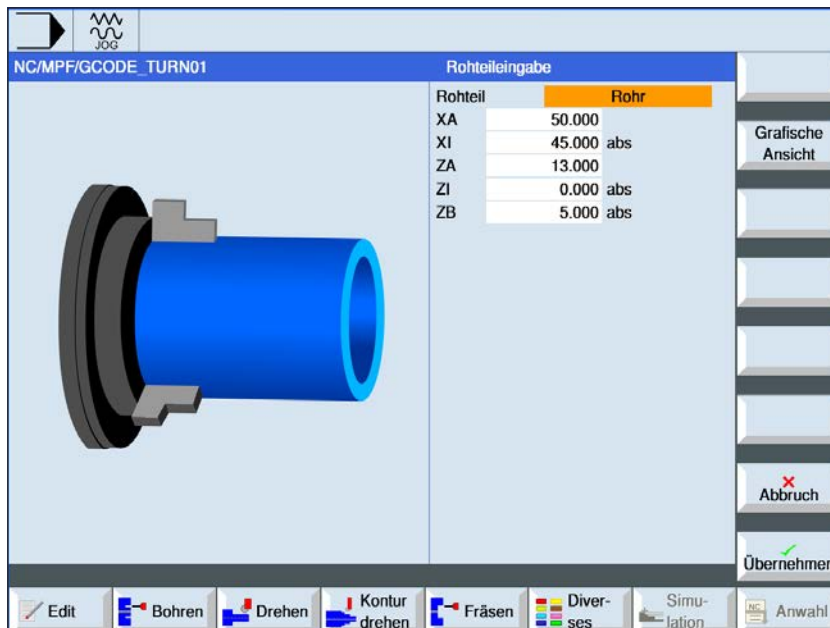 JOG
NC/MPF/GCODE_TURN01
Rohteileingabe
Rohteil Rohr
XA 50.000
XI 45.000 abs
ZA 13.000
ZI 0.000 abs
ZB 5.000 abs
Grafische
Ansicht
Abbruch
Übernehmen
Edit
Bohren
Drehen
Kontur
drehen
Fräsen
Diver-
ses
Simu-
lation
NC
Anwahl